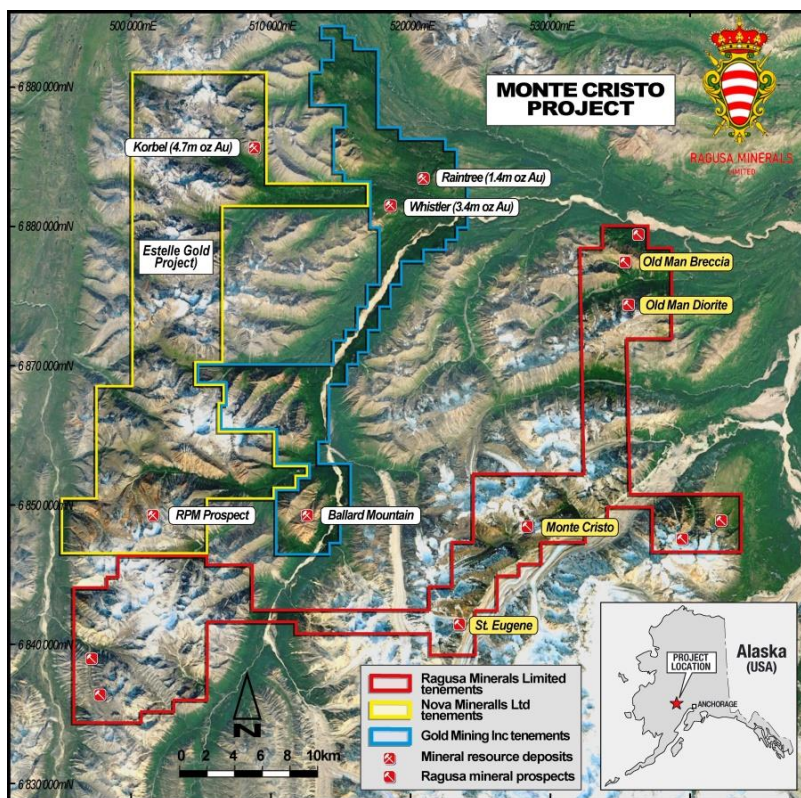 500 000mE
510 000mE
520000mE
530000mE
6 880 000mN
6 880 000mN
6 870 000mN
6 850 000mN
6 840 000mN
6 830 000mN
MONTE CRISTO
PROJECT
RAGUSA MINERALS
LIMITED
Korbel (4.7m oz Au)
Raintree (1.4m oz Au)
Whistler (3.4m oz Au)
Estelle Gold
Project)
Old Man Breccia
Old Man Diorite
RPM Prospect
Ballard Mountain
Monte Cristo
St. Eugene
Ragusa Minerals Limited
tenements
Nova Mineralls Ltd
tenements
Gold Mining Inc tenements
Mineral resource deposits
Ragusa mineral prospects
N
0 2 4 6 8 10km
Alaska
(USA)
PROJECT
LOCATION
ANCHORAGE